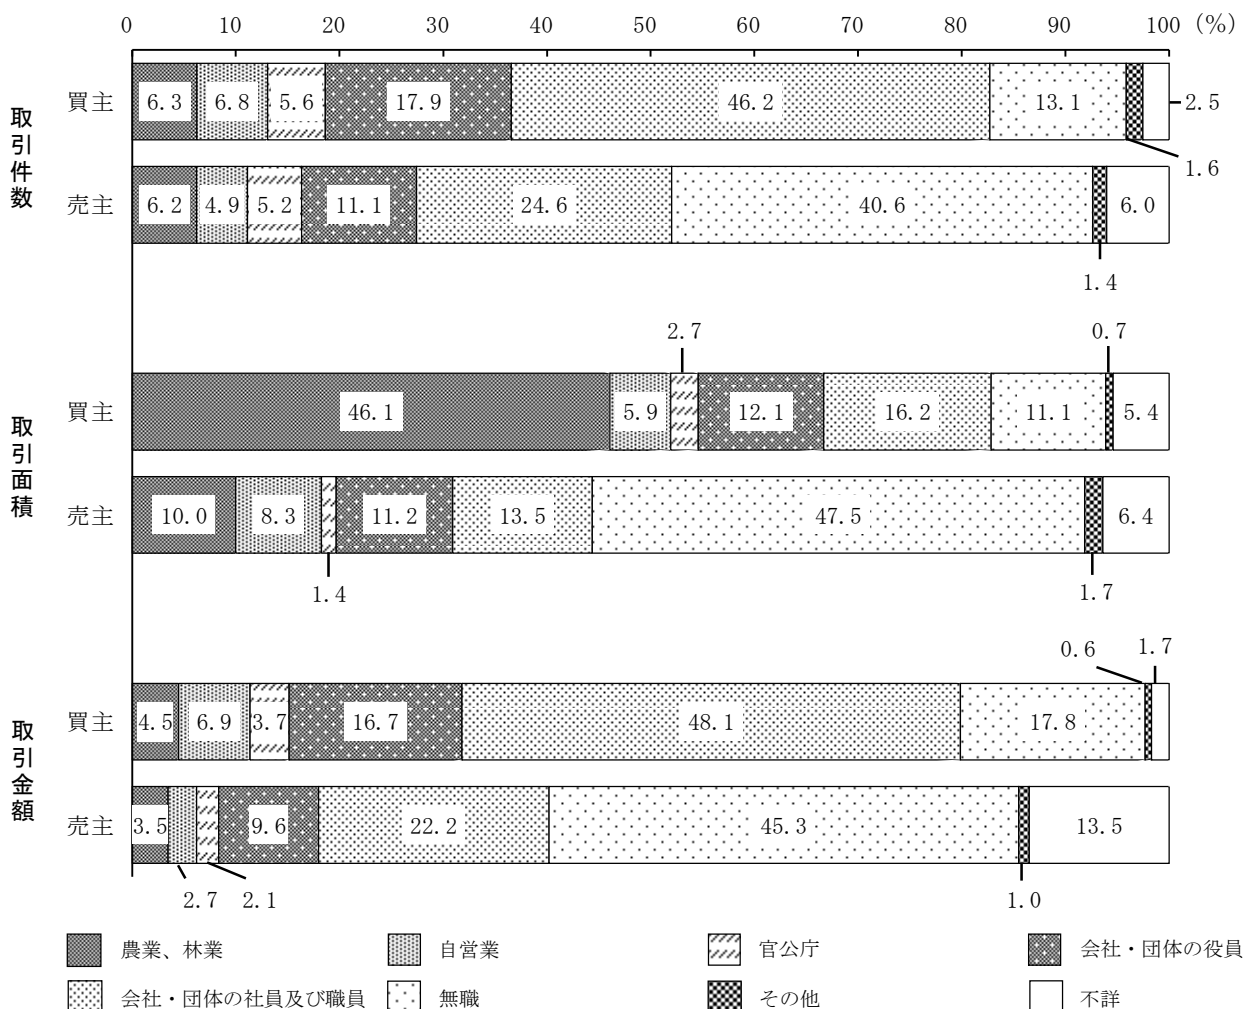 0 10 20 30 40 50 60 70 80 90 100 (%)
取引件数
買主 6.3 6.8 5.6 17.9 46.2 13.1 2.5
1.6
売主 6.2 4.9 5.2 11.1 24.6 40.6 6.0
1.4
2.7 0.7
取引面積
買主 46.1 5.9 12.1 16.2 11.1 5.4
売主 10.0 8.3 11.2 13.5 47.5 6.4
1.4 1.7
0.6 1.7
取引金額
買主 4.5 6.9 3.7 16.7 48.1 17.8
売主 3.5 9.6 22.2 45.3 13.5
2.7 2.1 1.0
農業、林業 自営業 官公庁 会社・団体の役員
会社・団体の社員及び職員 無職 その他 不詳